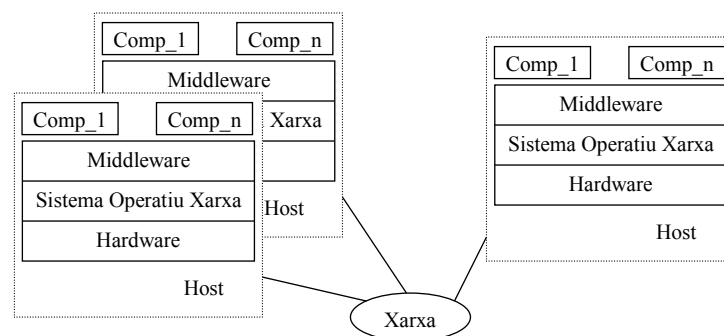 Comp_1 Comp_n
Middleware
Xarxa
Host
Comp_1 Comp_n
Middleware
Sistema Operatiu Xarxa
Hardware
Host
Comp_1 Comp_n
Middleware
Sistema Operatiu Xarxa
Hardware
Host
Xarxa